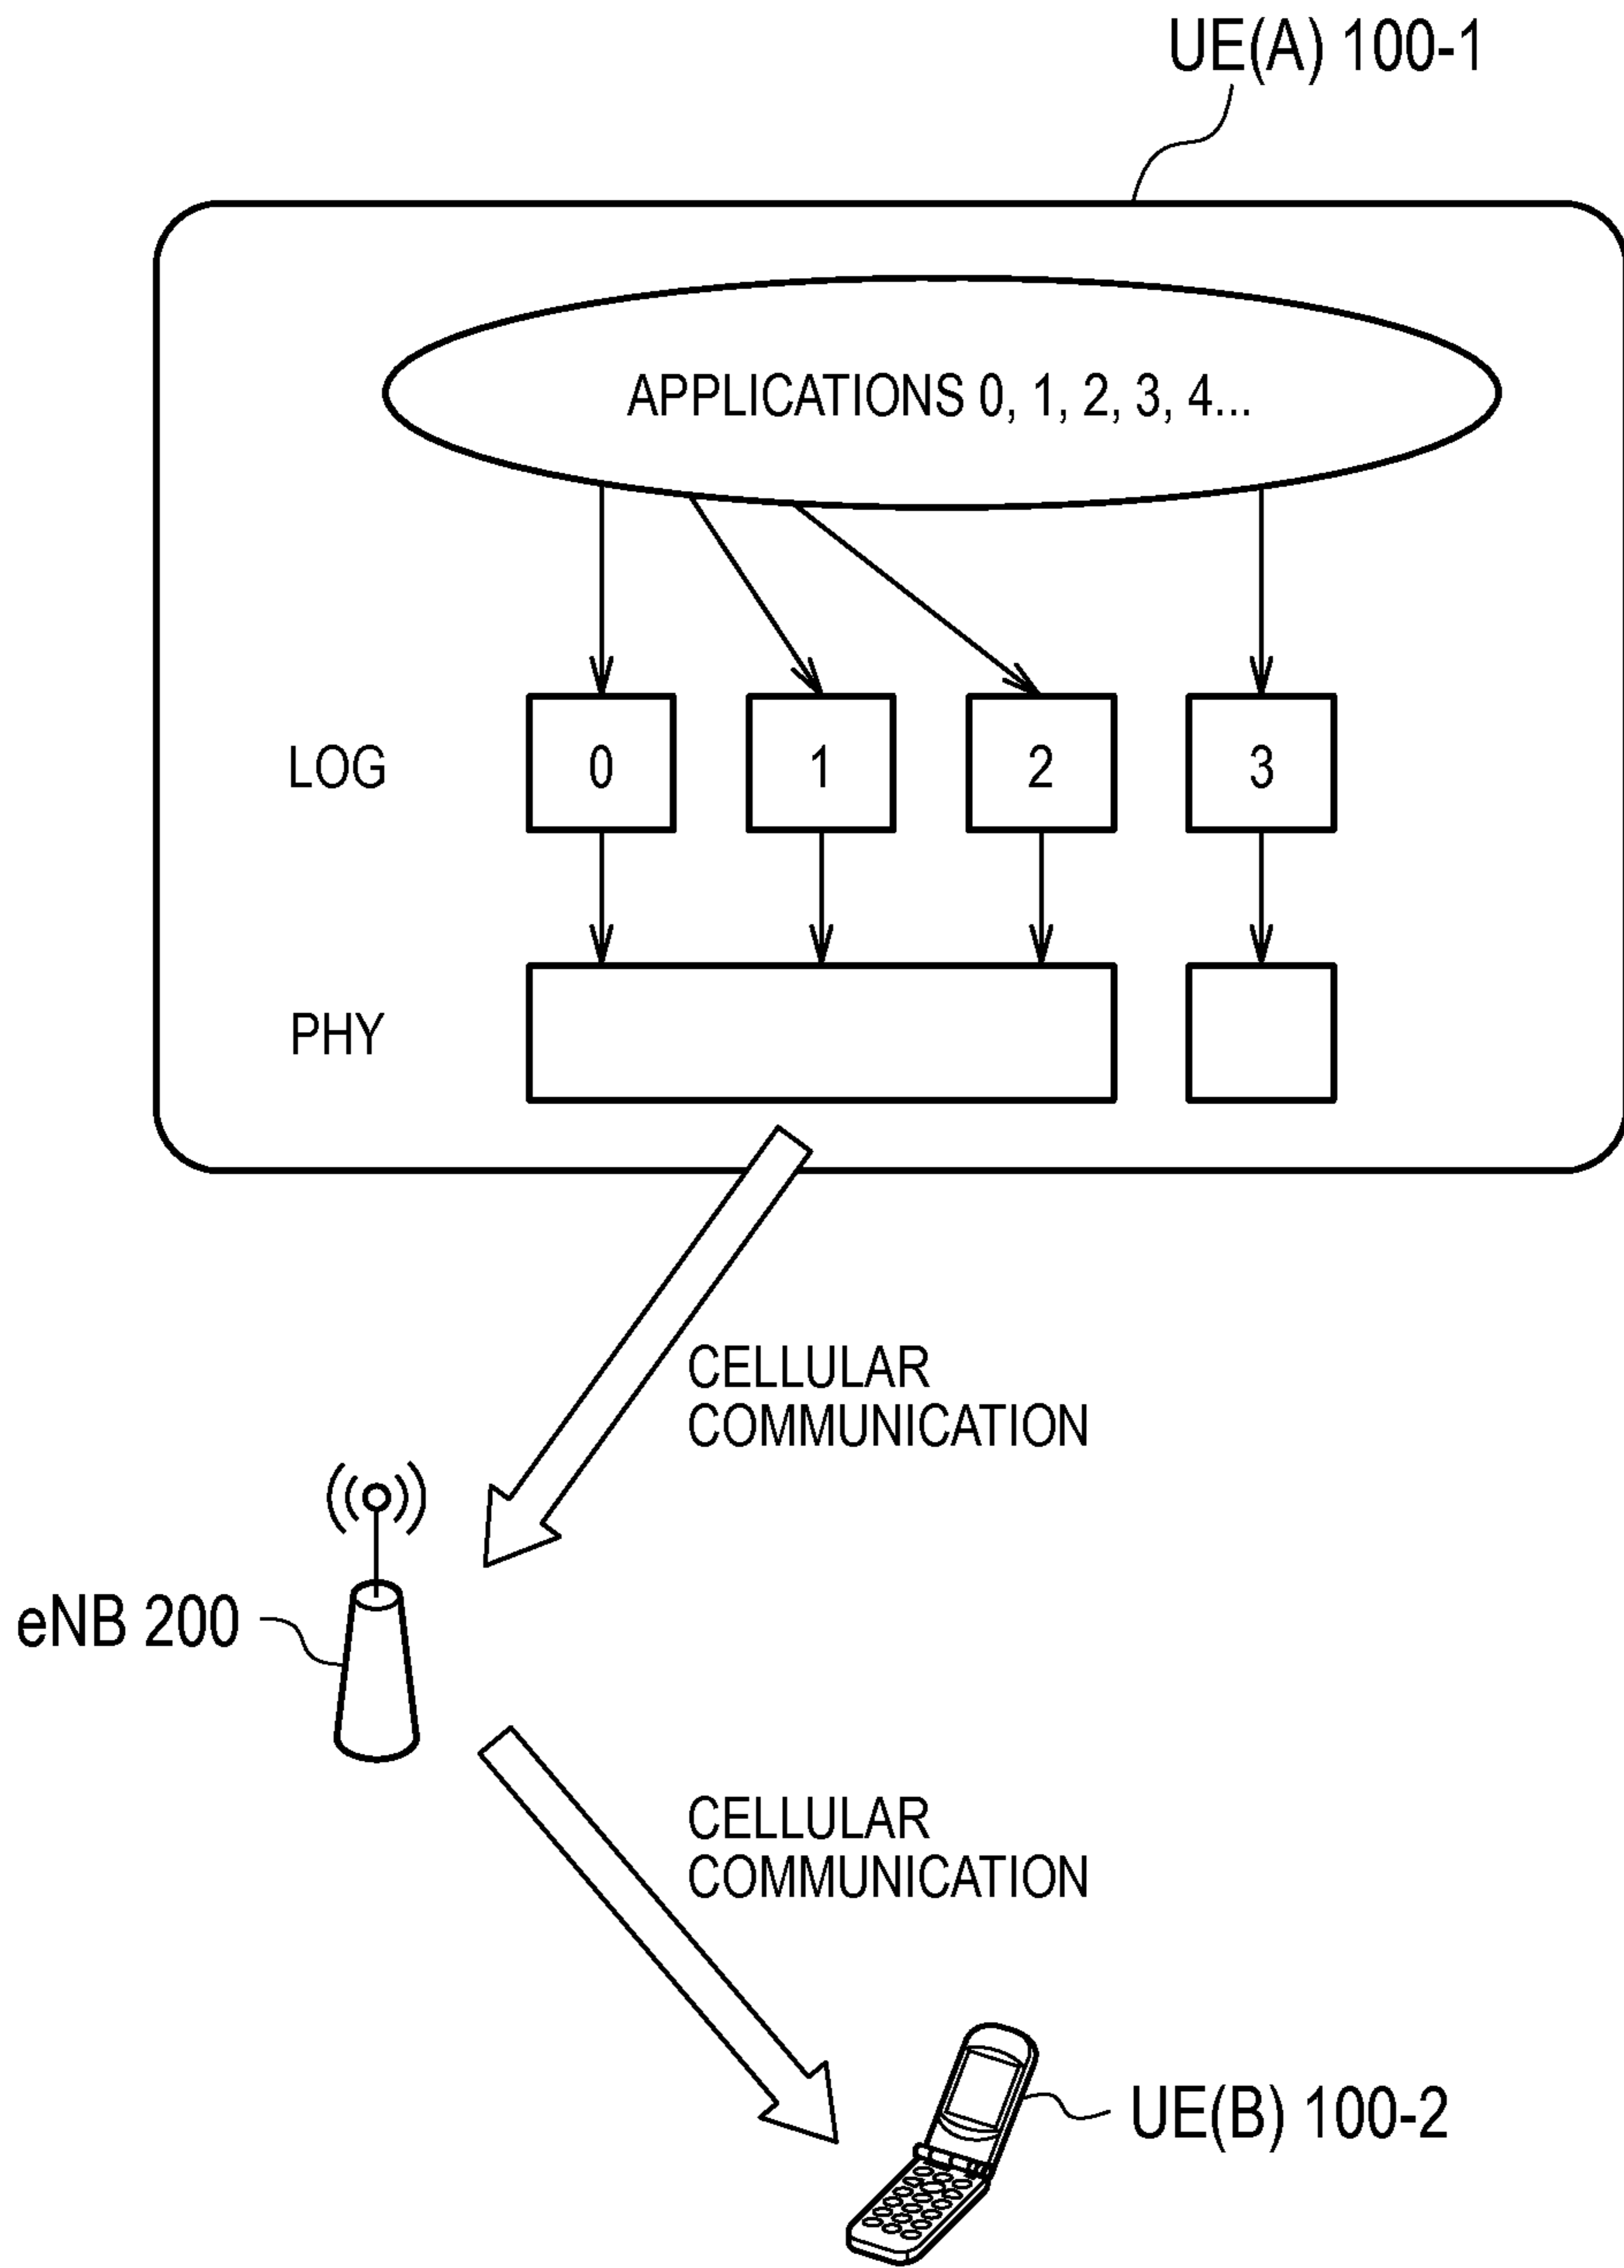 UE(A) 100-1
APPLICATIONS 0, 1, 2, 3, 4...
LOG 0 1 2 3
PHY
CELLULAR
COMMUNICATION
eNB 200
CELLULAR
COMMUNICATION
UE(B) 100-2